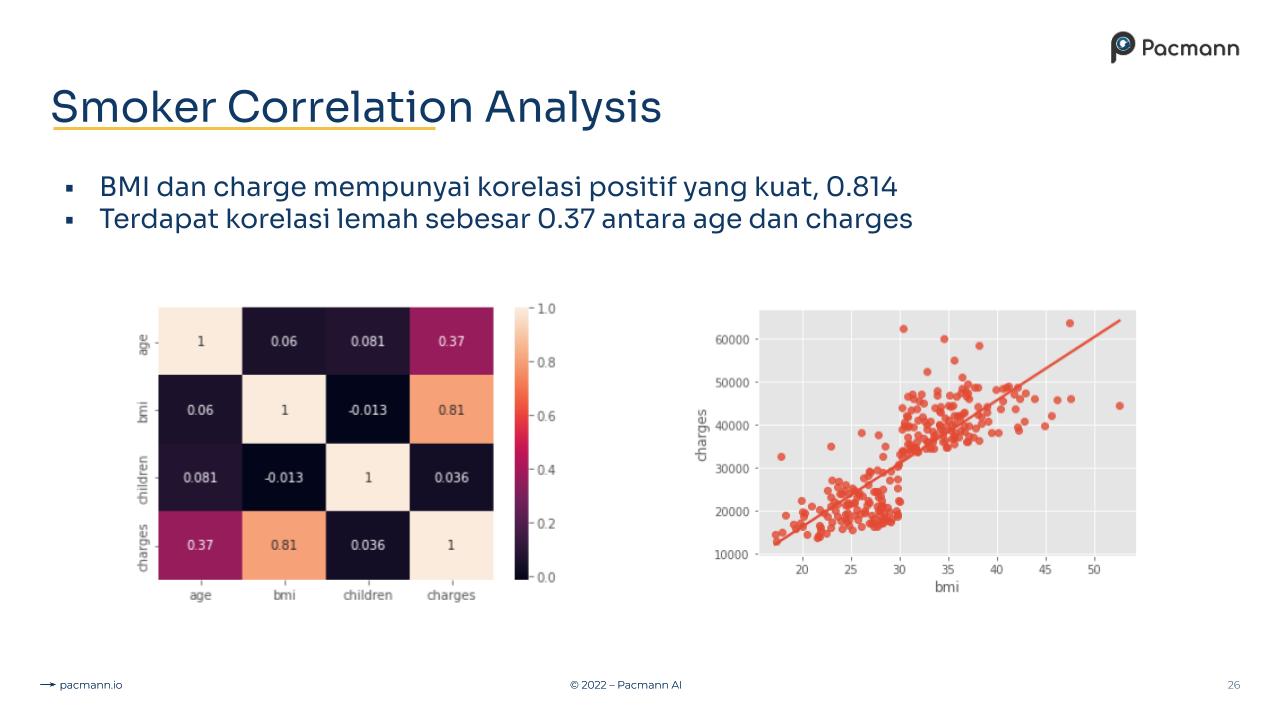 Pacmann
Smoker Correlation Analysis
▪ BMI dan charge mempunyai korelasi positif yang kuat, 0.814
▪ Terdapat korelasi lemah sebesar 0.37 antara age dan charges
age 1 0.06 0.081 0.37
bmi 0.06 1 -0.013 0.81
children 0.081 -0.013 1 0.036
charges 0.37 0.81 0.036 1
age bmi children charges
1.0
0.8
0.6
0.4
0.2
0.0
charges
60000
50000
40000
30000
20000
10000
20 25 30 35 40 45 50
bmi
pacmann.io
© 2022 – Pacmann AI
26